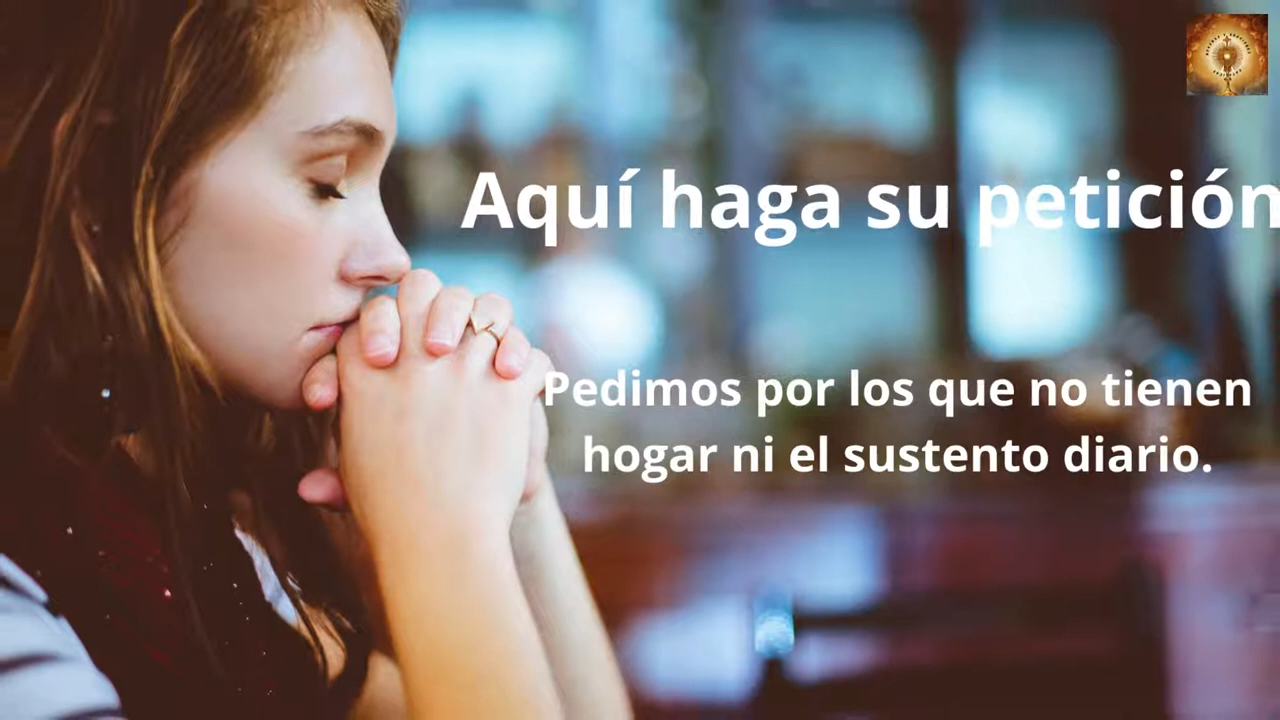 Aquí haga su petición
Pedimos por los que no tienen
hogar ni el sustento diario.